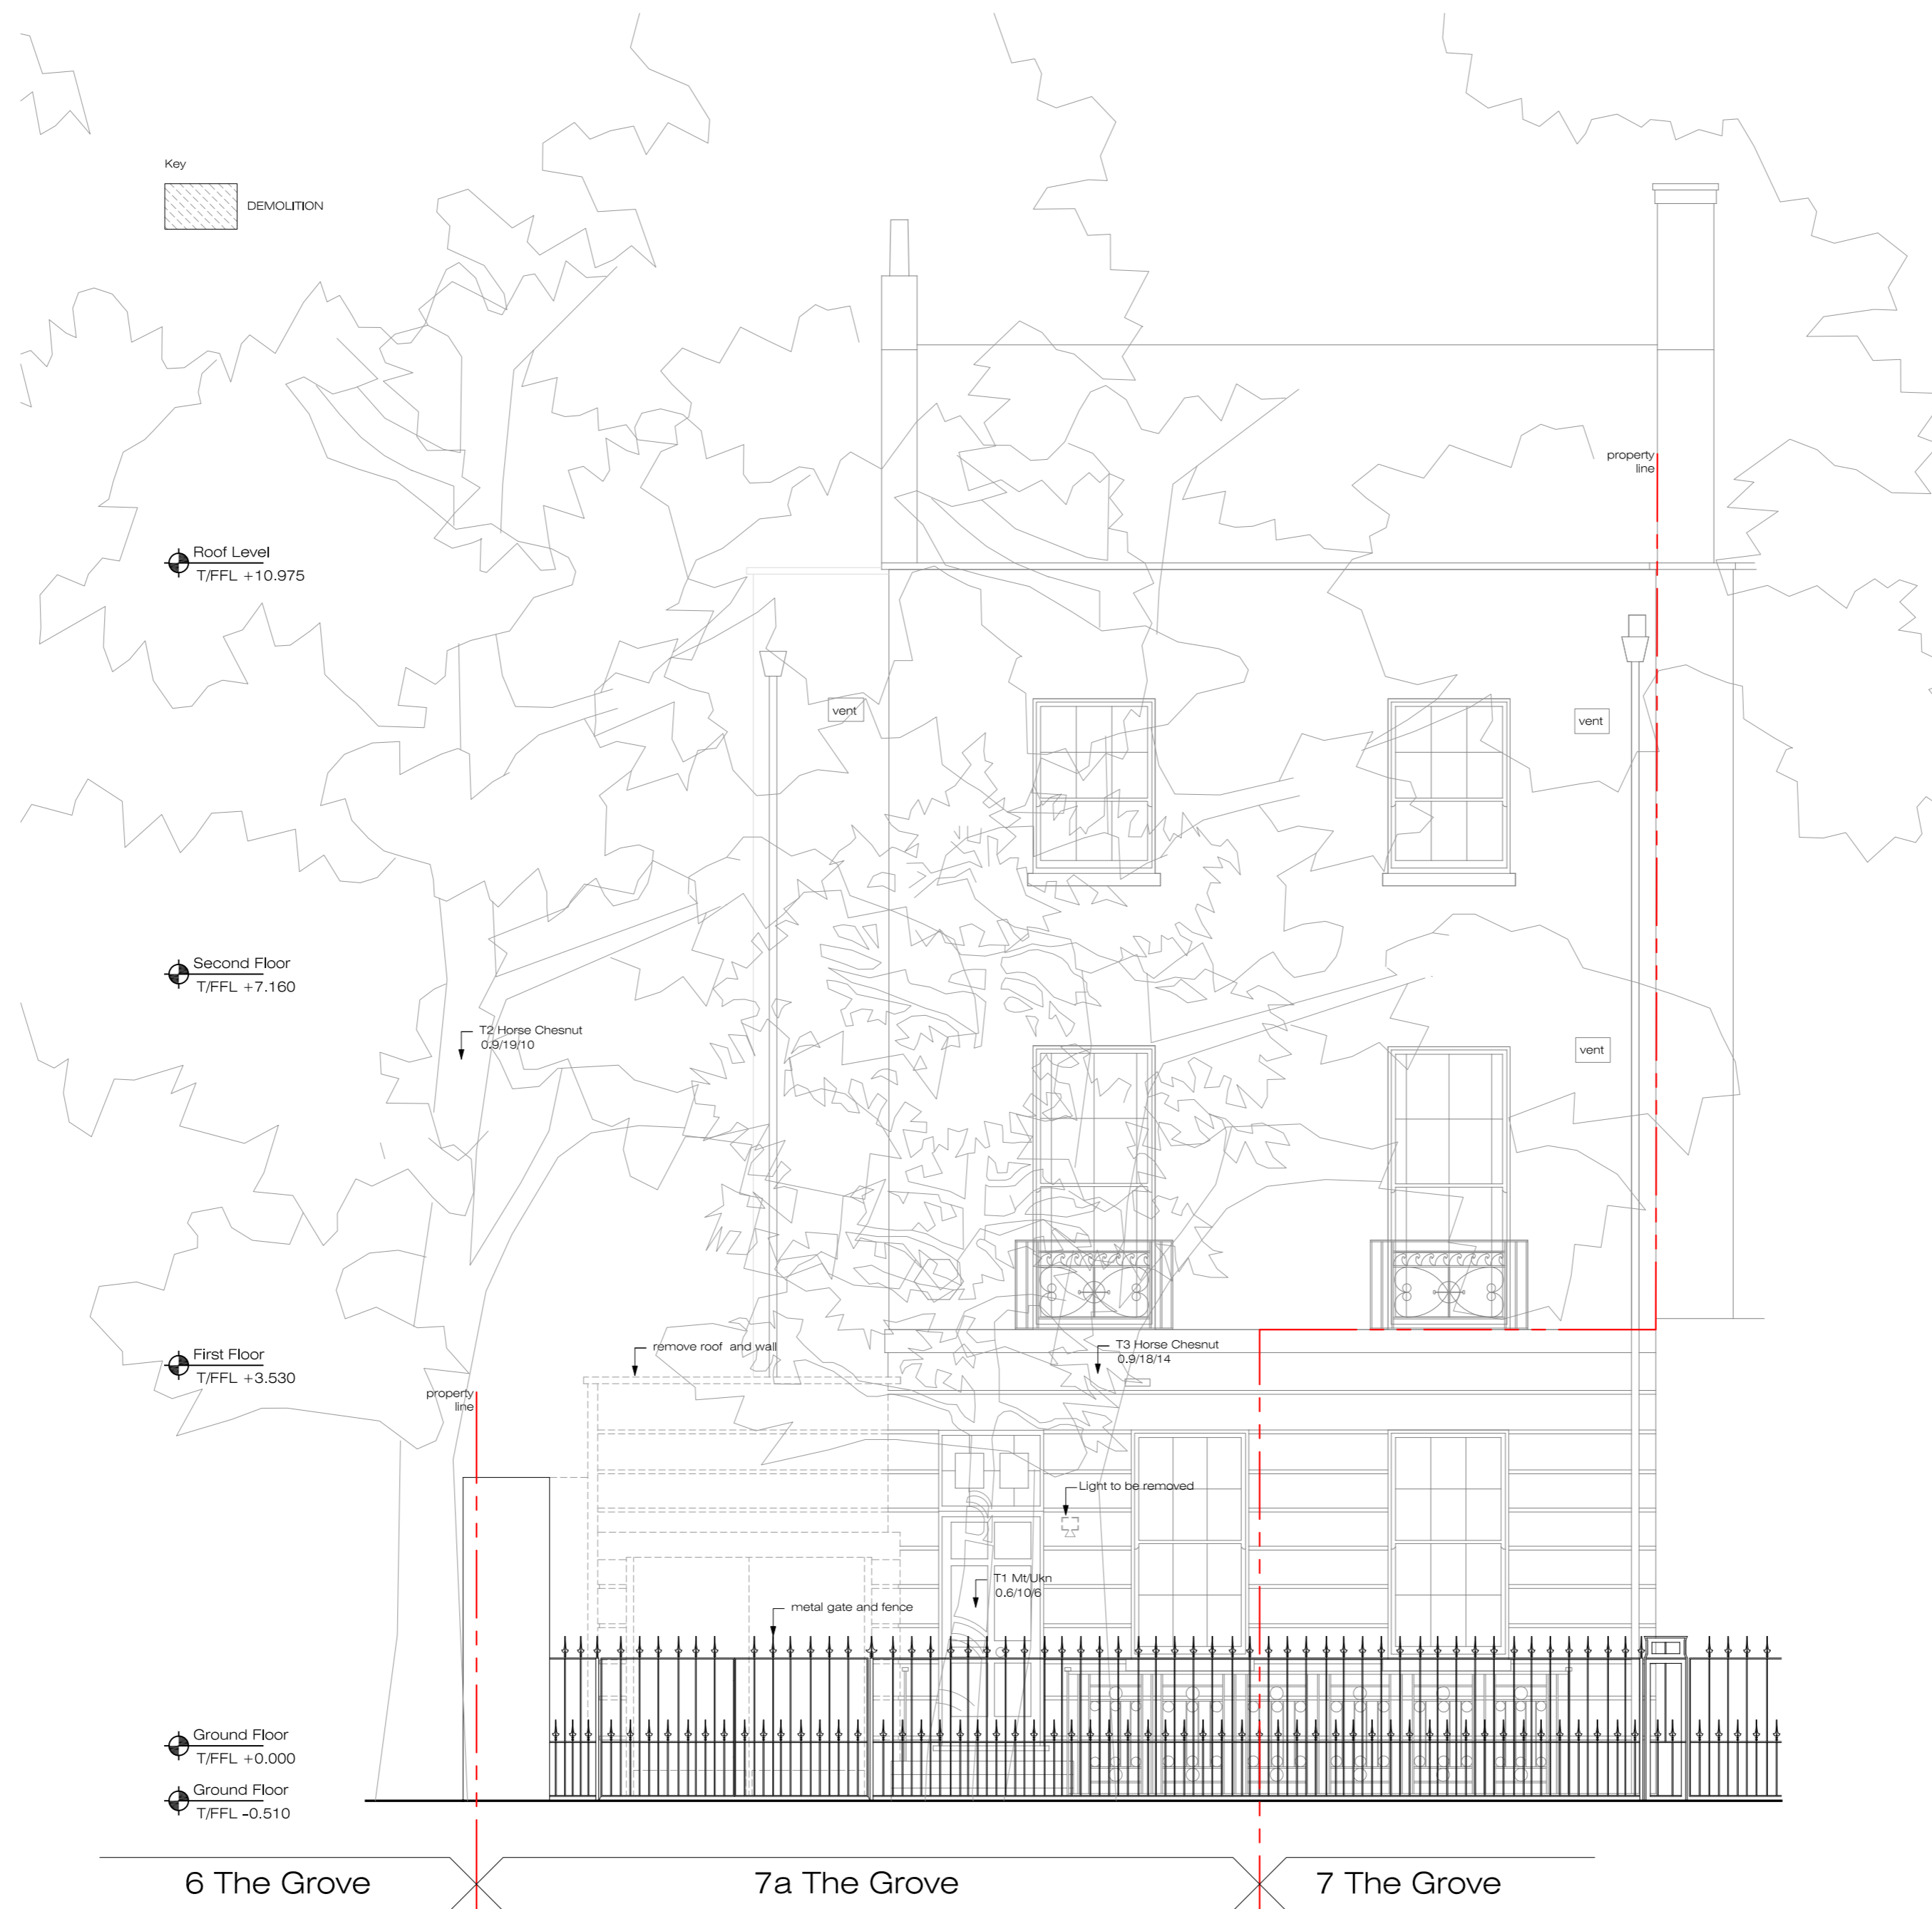 Key
DEMOLITION
property
line
Roof Level
T/FFL +10.975
vent
vent
Second Floor
T/FFL +7.160
T2 Horse Chesnut
0.9/19/10
vent
First Floor
T/FFL +3.530
remove roof and wall
T3 Horse Chesnut
0.9/18/14
property
line
Light to be removed
T1 Mt/Ukn
0.6/10/6
metal gate and fence
Ground Floor
T/FFL +0.000
Ground Floor
T/FFL -0.510
6 The Grove
7a The Grove
7 The Grove